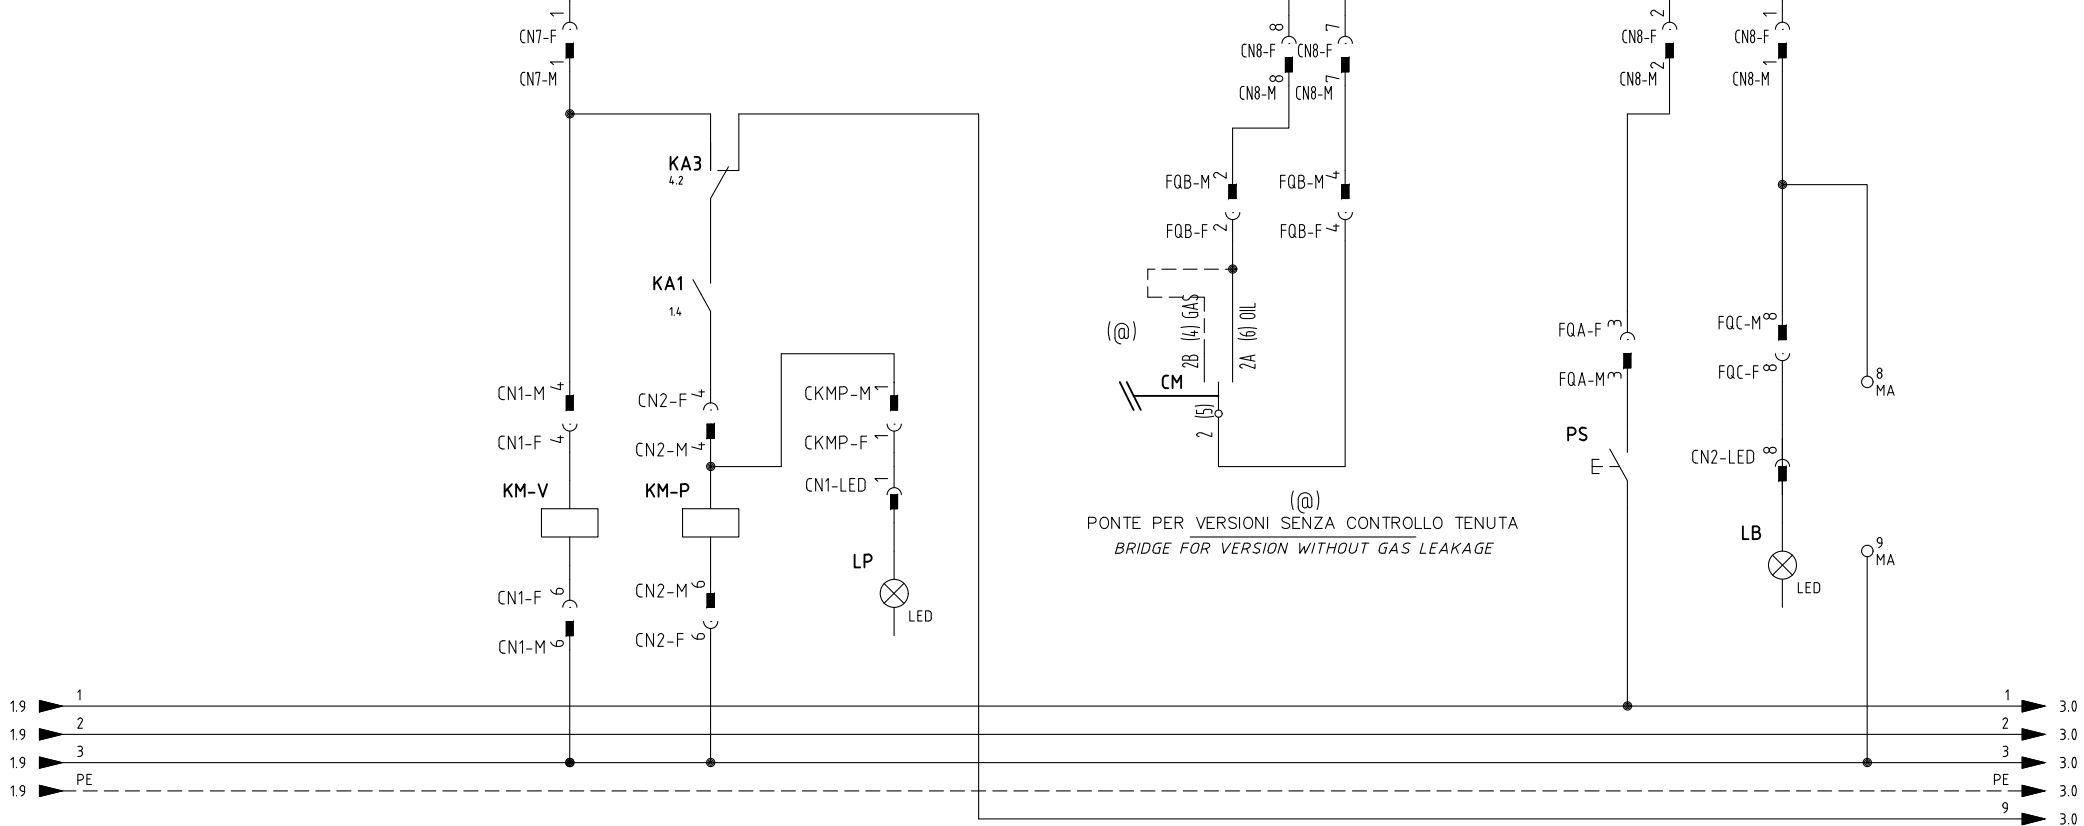 1
CN7-F
1
CN7-M
8
CN8-F
8
CN8-M
7
CN8-F
7
CN8-M
2
CN8-F
2
CN8-M
1
CN8-F
1
CN8-M
KA3
4.2
KA1
1.4
FQB-M 2
FQB-F 2
FQB-M 4
FQB-F 4
(@)
2B (4) GAS
2A (6) OIL
CM
2 (5)
(@)
PONTE PER VERSIONI SENZA CONTROLLO TENUTA
BRIDGE FOR VERSION WITHOUT GAS LEAKAGE
CN1-M 4
CN1-F 4
KM-V
CN1-F 6
CN1-M 6
CN2-F 4
CN2-M 4
KM-P
CN2-M 6
CN2-F 6
CKMP-M 1
CKMP-F 1
CN1-LED 1
LP
LED
FQA-F 3
FQA-M 3
PS
FQC-M 8
FQC-F 8
CN2-LED 8
LB
LED
8
MA
9
MA
1.9 1 1 3.0
1.9 2 2 3.0
1.9 3 3 3.0
1.9 PE PE 3.0
9 3.0